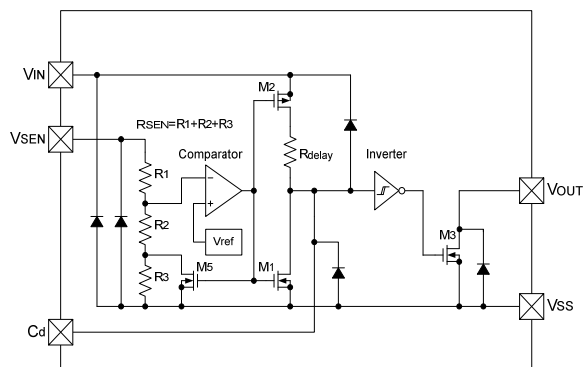 VIN
M2
VSEN
RSEN=R1+R2+R3
Rdelay
Comparator
Inverter
R1
−
+
VOUT
R2
Vref
M3
M5
M1
R3
VSS
Cd